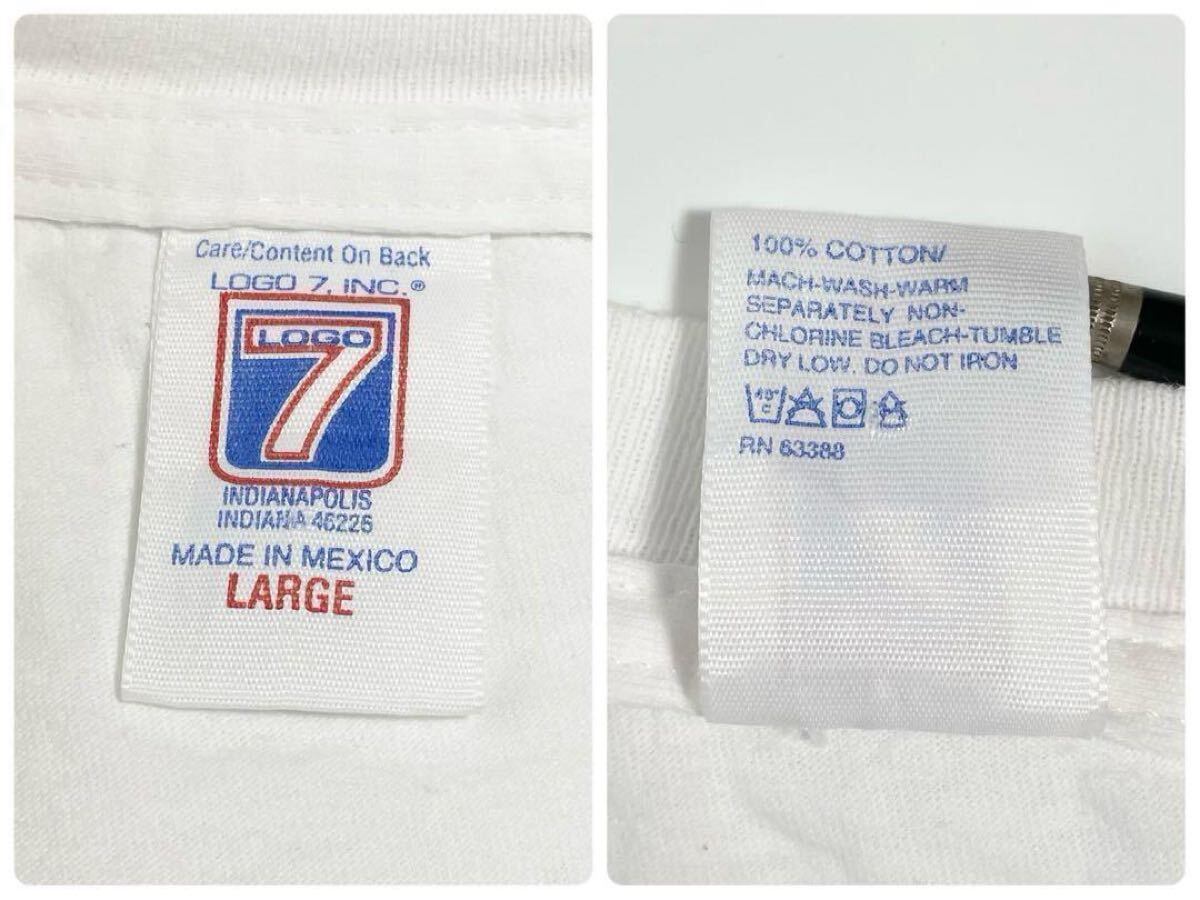 Care/Content On Back
LOGO 7, INC.®
LOGO
7
INDIANAPOLIS
INDIANA 46226
MADE IN MEXICO
LARGE
100% COTTON/
MACH-WASH-WARM
SEPARATELY NON-
CHLORINE BLEACH-TUMBLE
DRY LOW. DO NOT IRON
40°
C
RN 63388